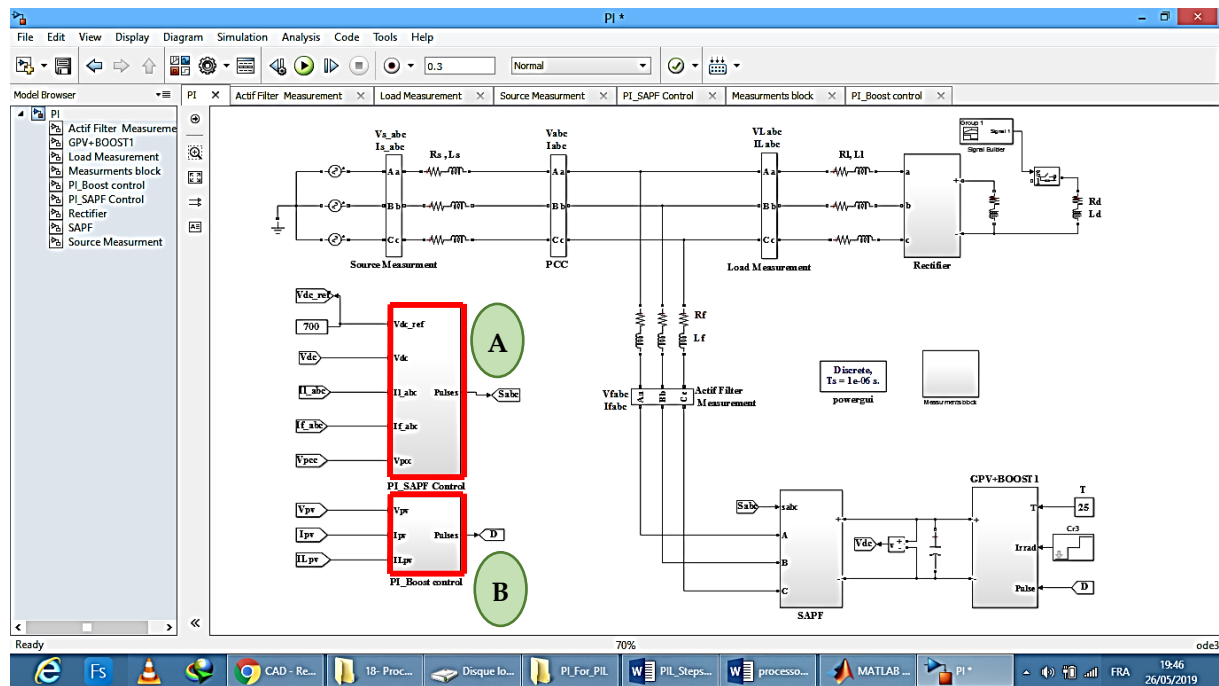 PI *
File Edit View Display Diagram Simulation Analysis Code Tools Help
0.3 Normal
Model Browser
PI Actif Filter Measurement Load Measurement Source Measurment PI_SAPF Control Measurments block PI_Boost control
PI
Actif Filter Measureme
GPV+BOOST1
Load Measurement
Measurments block
PI_Boost control
PI_SAPF Control
Rectifier
SAPF
Source Measurment
Vs_abc
Is_abc
Rs , Ls
Vabc
Iabc
VLabc
ILabc
Rl, Ll
Group 1
Signal 1
Signal Builder
A a
B b
C c
Source Measurment
A a
B b
C c
PCC
A a
B b
C c
Load Measurement
a
b
c
+
-
Rectifier
Rd
Ld
Rf
Lf
Vfabc
Ifabc
Aa
Bb
Cc
Actif Filter
Measurement
Discrete,
Ts = 1e-06 s.
powergui
Measurments block
Vdc_ref
700
Vdc
Il_abc
If_abc
Vpcc
Vdc_ref
Vdc
Il_abc
If_abc
Vpcc
Pulses
Sabc
PI_SAPF Control
A
Vpv
Ipv
ILpv
Vpv
Ipv
ILpv
Pulses
D
PI_Boost control
B
Sabc
sabc
A
B
C
+
-
SAPF
Vdc
v
+
-
GPV+BOOST1
+
-
T
Irrad
Pulse
T
25
Cr3
D
Ready 70% ode3
Fs CAD - Re... 18- Proc... Disque lo... PI_For_PIL PIL_Steps... processo... MATLAB ... PI * FRA 19:46
26/05/2019